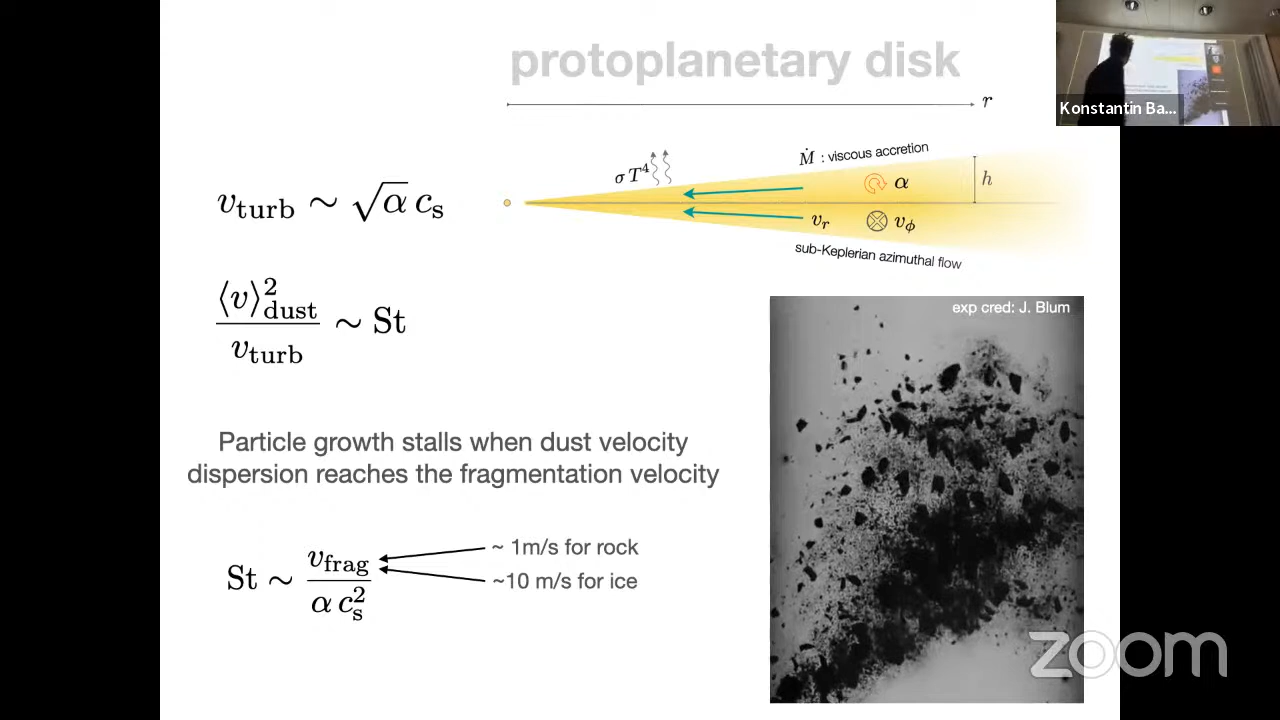 protoplanetary disk
r
Konstantin Ba...
Ṁ : viscous accretion
σ T⁴
α
h
v_turb ∼ √α c_s
v_r
v_ϕ
sub-Keplerian azimuthal flow
⟨v⟩²_dust / v_turb ∼ St
exp cred: J. Blum
Particle growth stalls when dust velocity
dispersion reaches the fragmentation velocity
~ 1m/s for rock
St ∼ v_frag / α c_s²
~10 m/s for ice
zoom